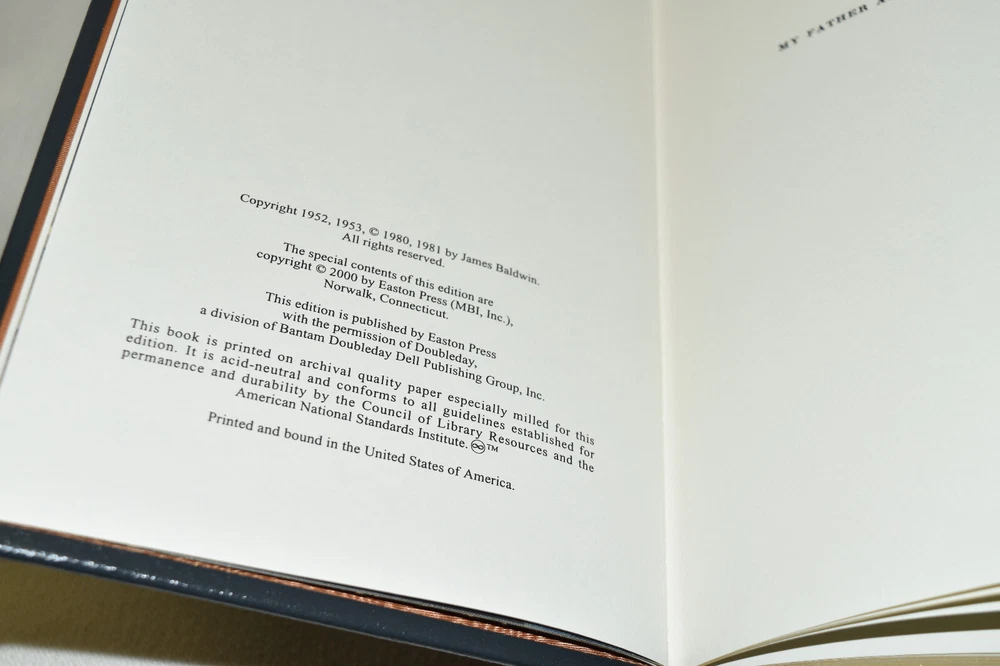 Copyright 1952, 1953, © 1980, 1981 by James Baldwin.
All rights reserved.
The special contents of this edition are
copyright © 2000 by Easton Press (MBI, Inc.),
Norwalk, Connecticut.
This edition is published by Easton Press
with the permission of Doubleday,
a division of Bantam Doubleday Dell Publishing Group, Inc.
This book is printed on archival quality paper especially milled for this
edition. It is acid-neutral and conforms to all guidelines established for
permanence and durability by the Council of Library Resources and the
American National Standards Institute. ♾™
Printed and bound in the United States of America.
MY FATHER